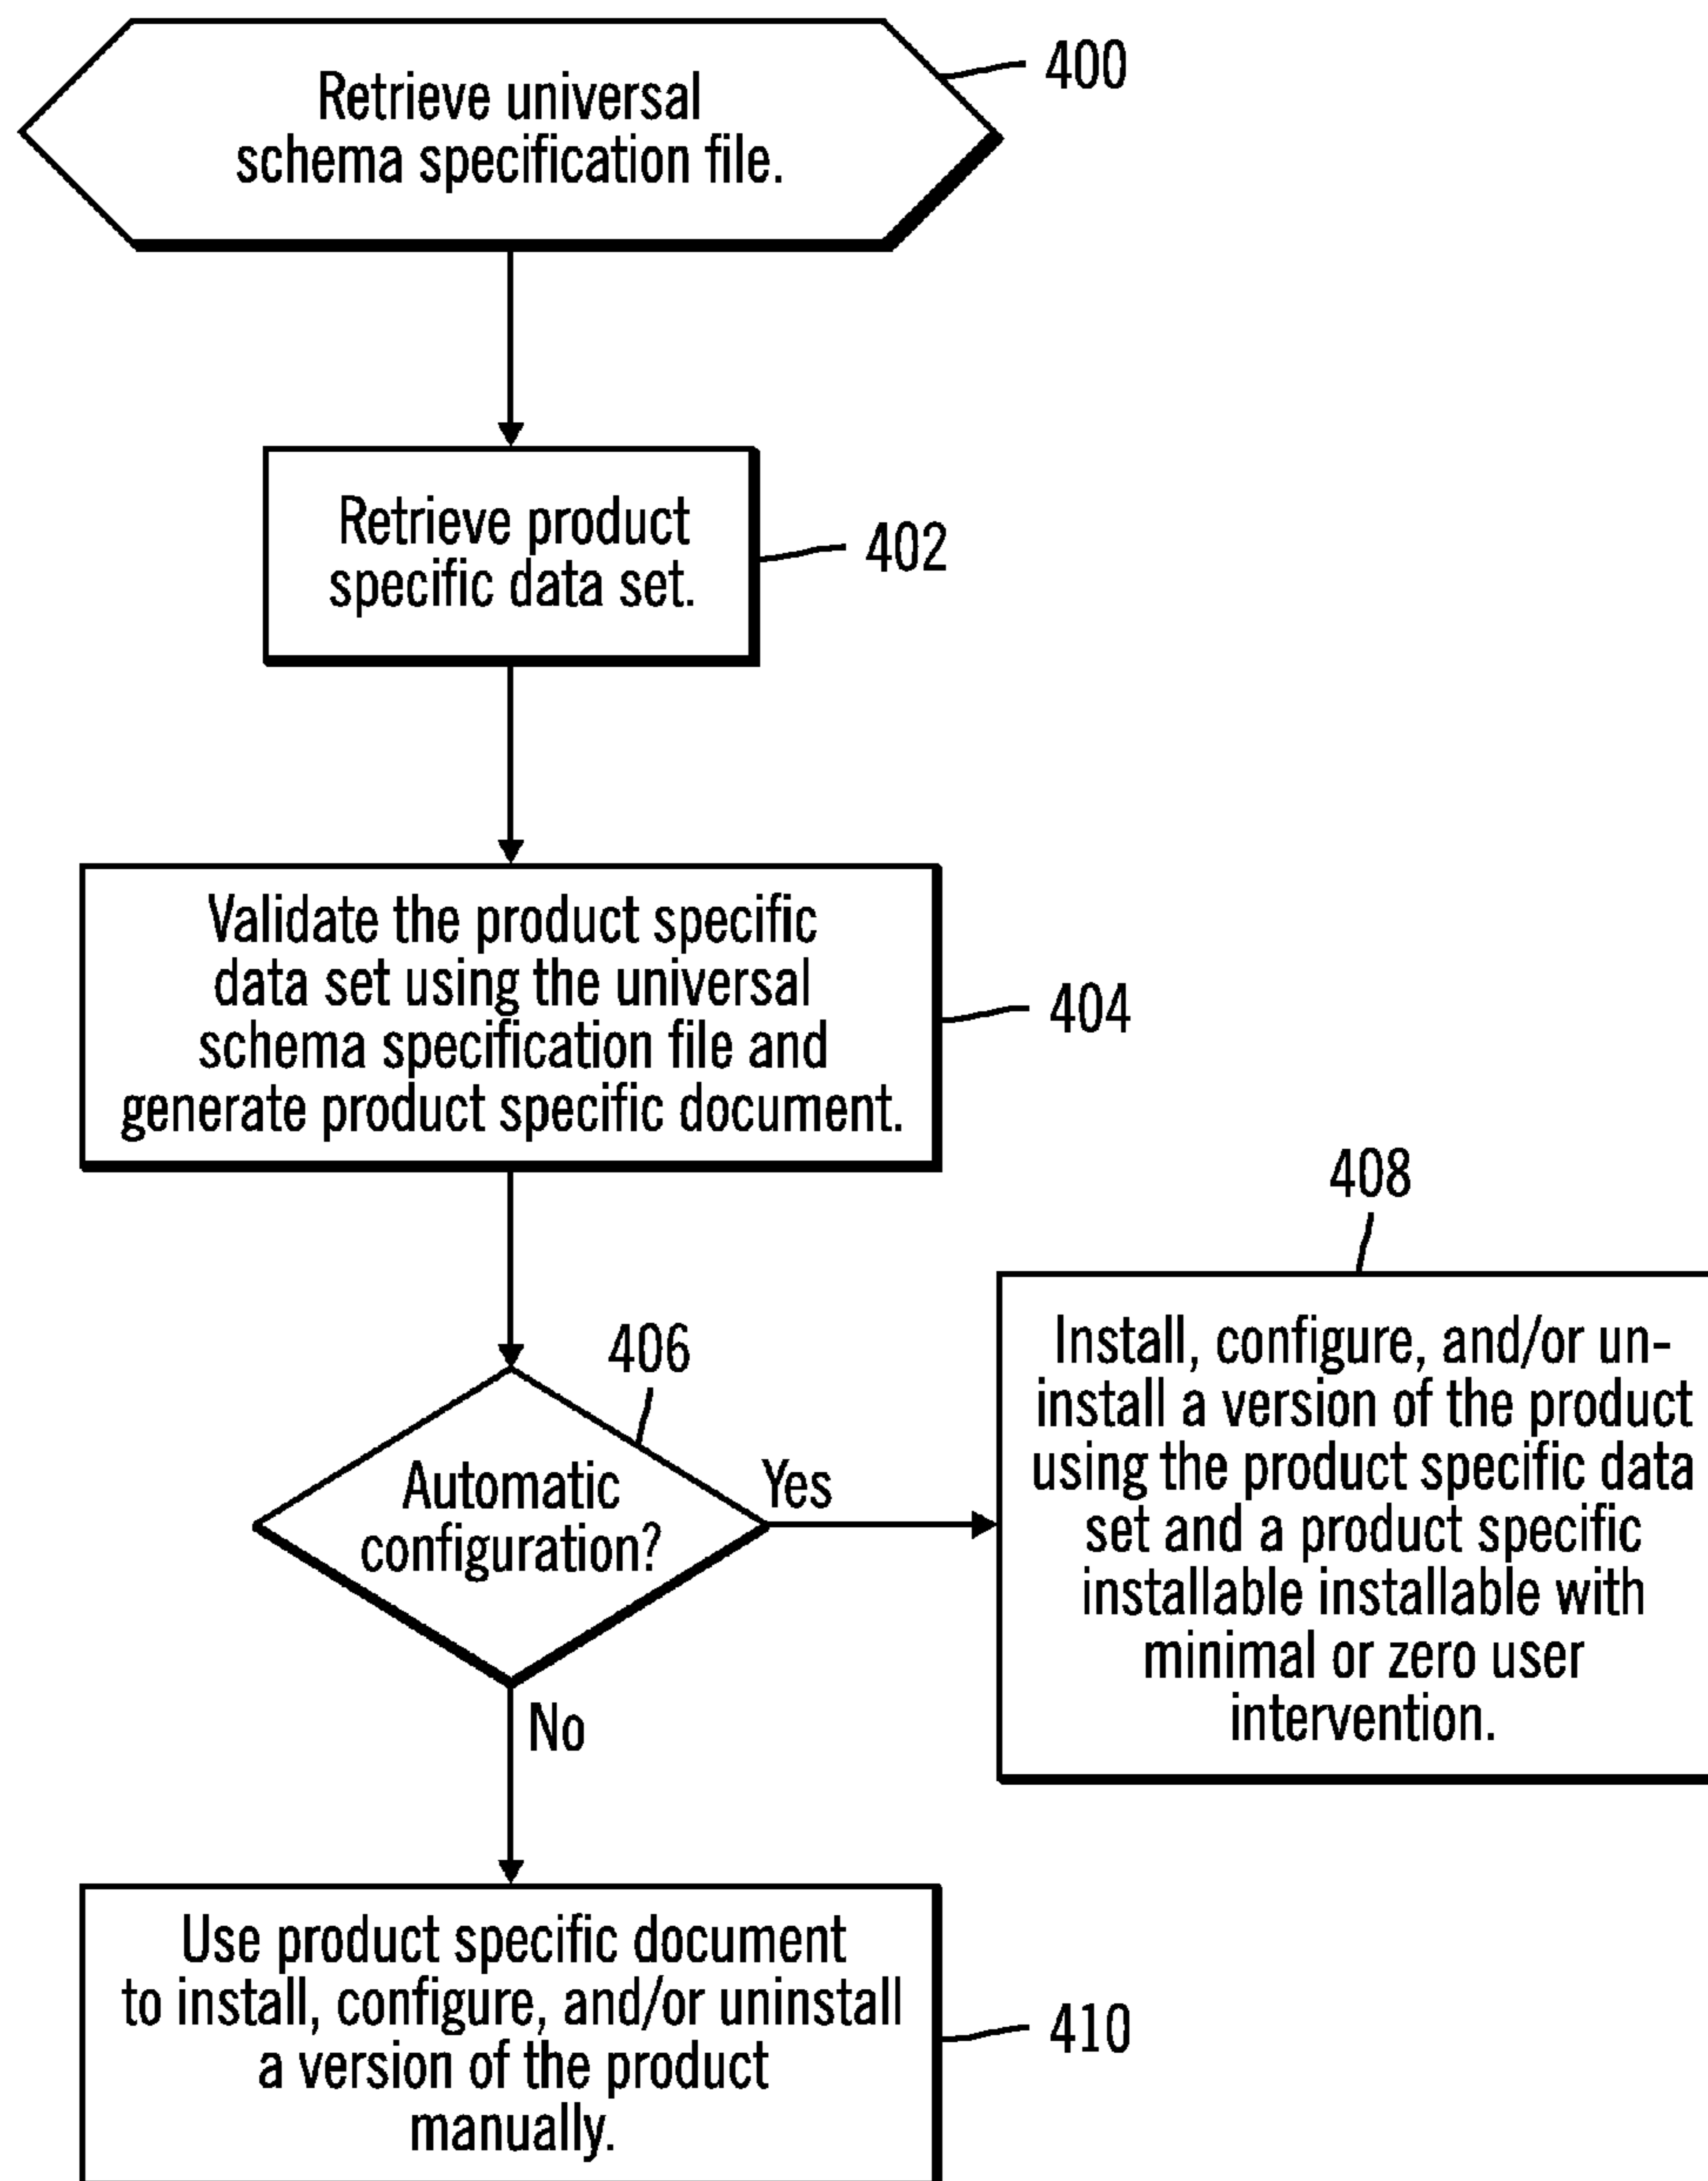 Retrieve universal
schema specification file.
400
Retrieve product
specific data set.
402
Validate the product specific
data set using the universal
schema specification file and
generate product specific document.
404
406
Automatic
configuration?
Yes
No
408
Install, configure, and/or un-
install a version of the product
using the product specific data
set and a product specific
installable installable with
minimal or zero user
intervention.
Use product specific document
to install, configure, and/or uninstall
a version of the product
manually.
410